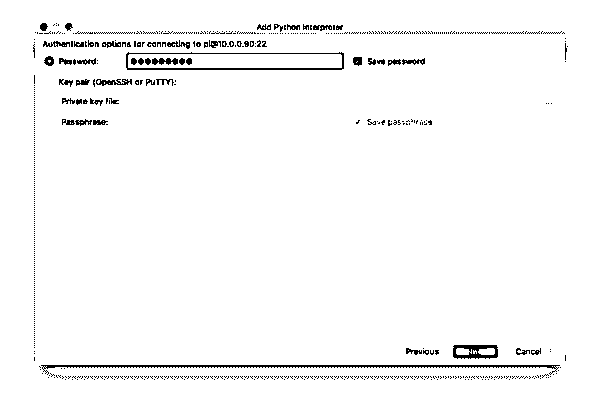 Add Python Interpreter
Authentication options for connecting to pi@10.0.0.90:22
Password: ●●●●●●●●● Save password
Key pair (OpenSSH or PuTTY):
Private key file: ...
Passphrase: Save passphrase
Previous Cancel